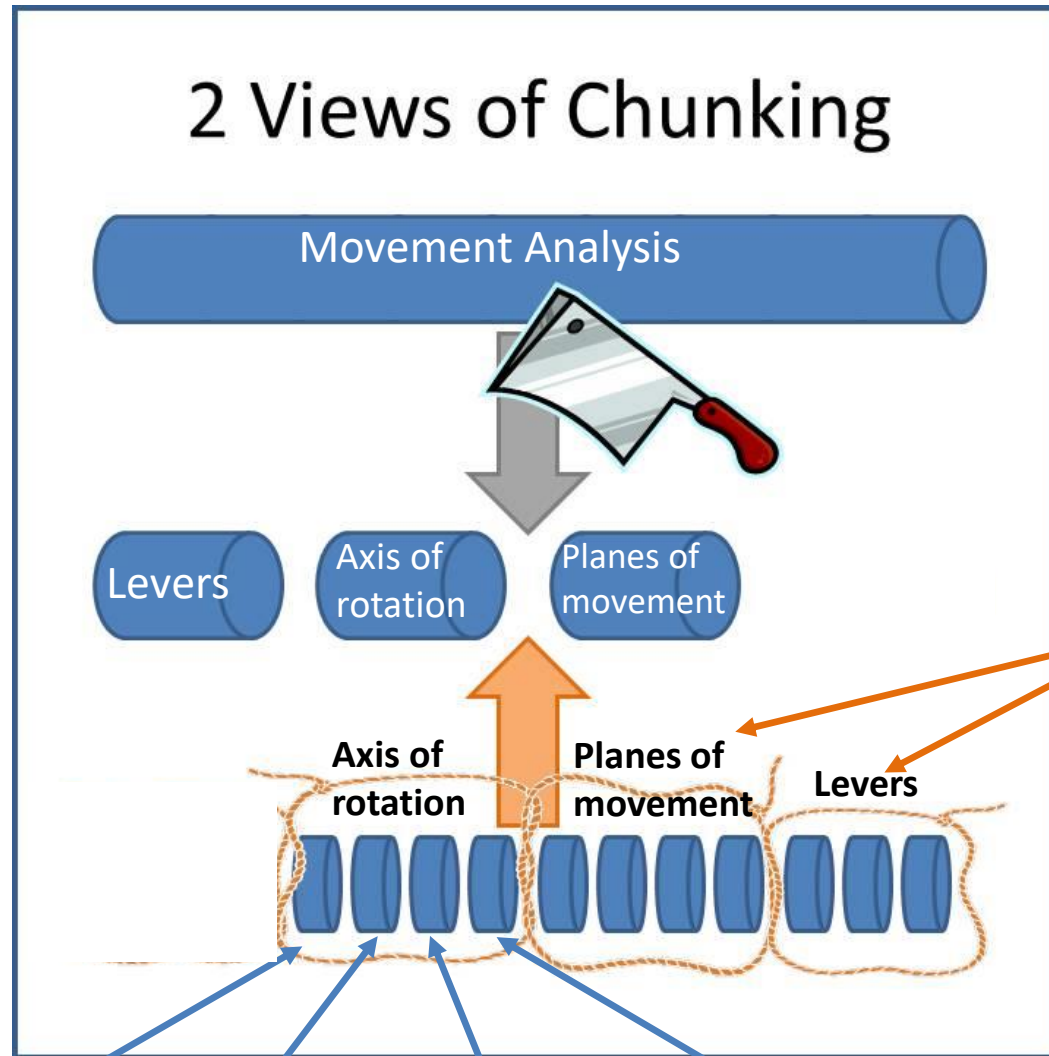 2 Views of Chunking
Movement Analysis
Levers
Axis of
rotation
Planes of
movement
Axis of
rotation
Planes of
movement
Levers